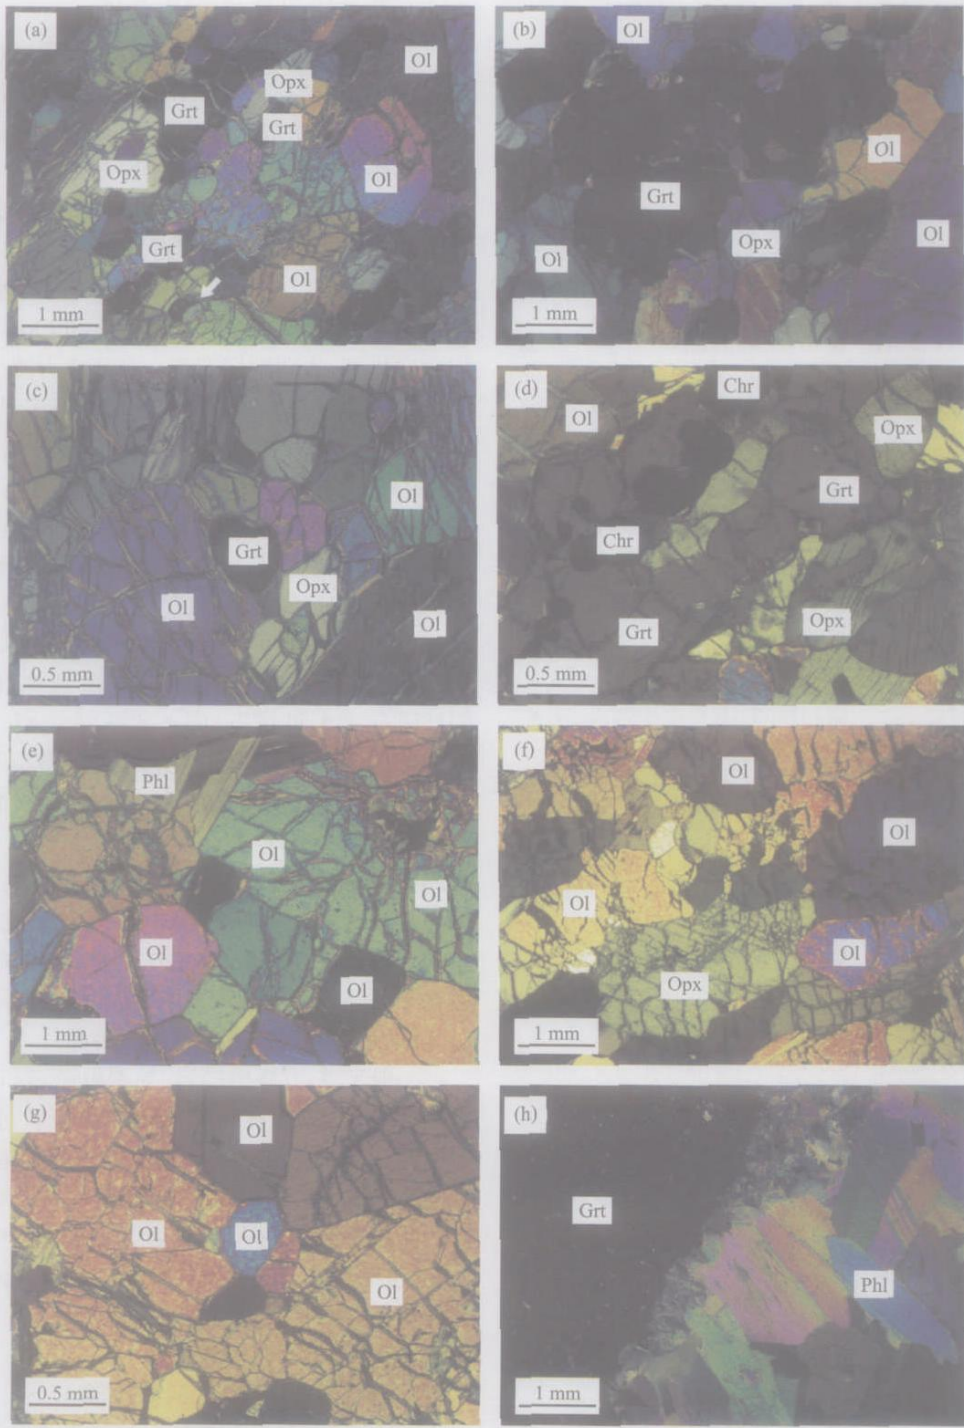 (a)
Ol
Opx
Grt
Grt
Opx
Ol
Grt
Ol
1 mm
(b)
Ol
Ol
Grt
Opx
Ol
Ol
1 mm
(c)
Ol
Grt
Opx
Ol
Ol
0.5 mm
(d)
Chr
Ol
Opx
Grt
Chr
Opx
Grt
0.5 mm
(e)
Phl
Ol
Ol
Ol
Ol
1 mm
(f)
Ol
Ol
Ol
Ol
Opx
1 mm
(g)
Ol
Ol
Ol
Ol
0.5 mm
(h)
Grt
Phl
1 mm